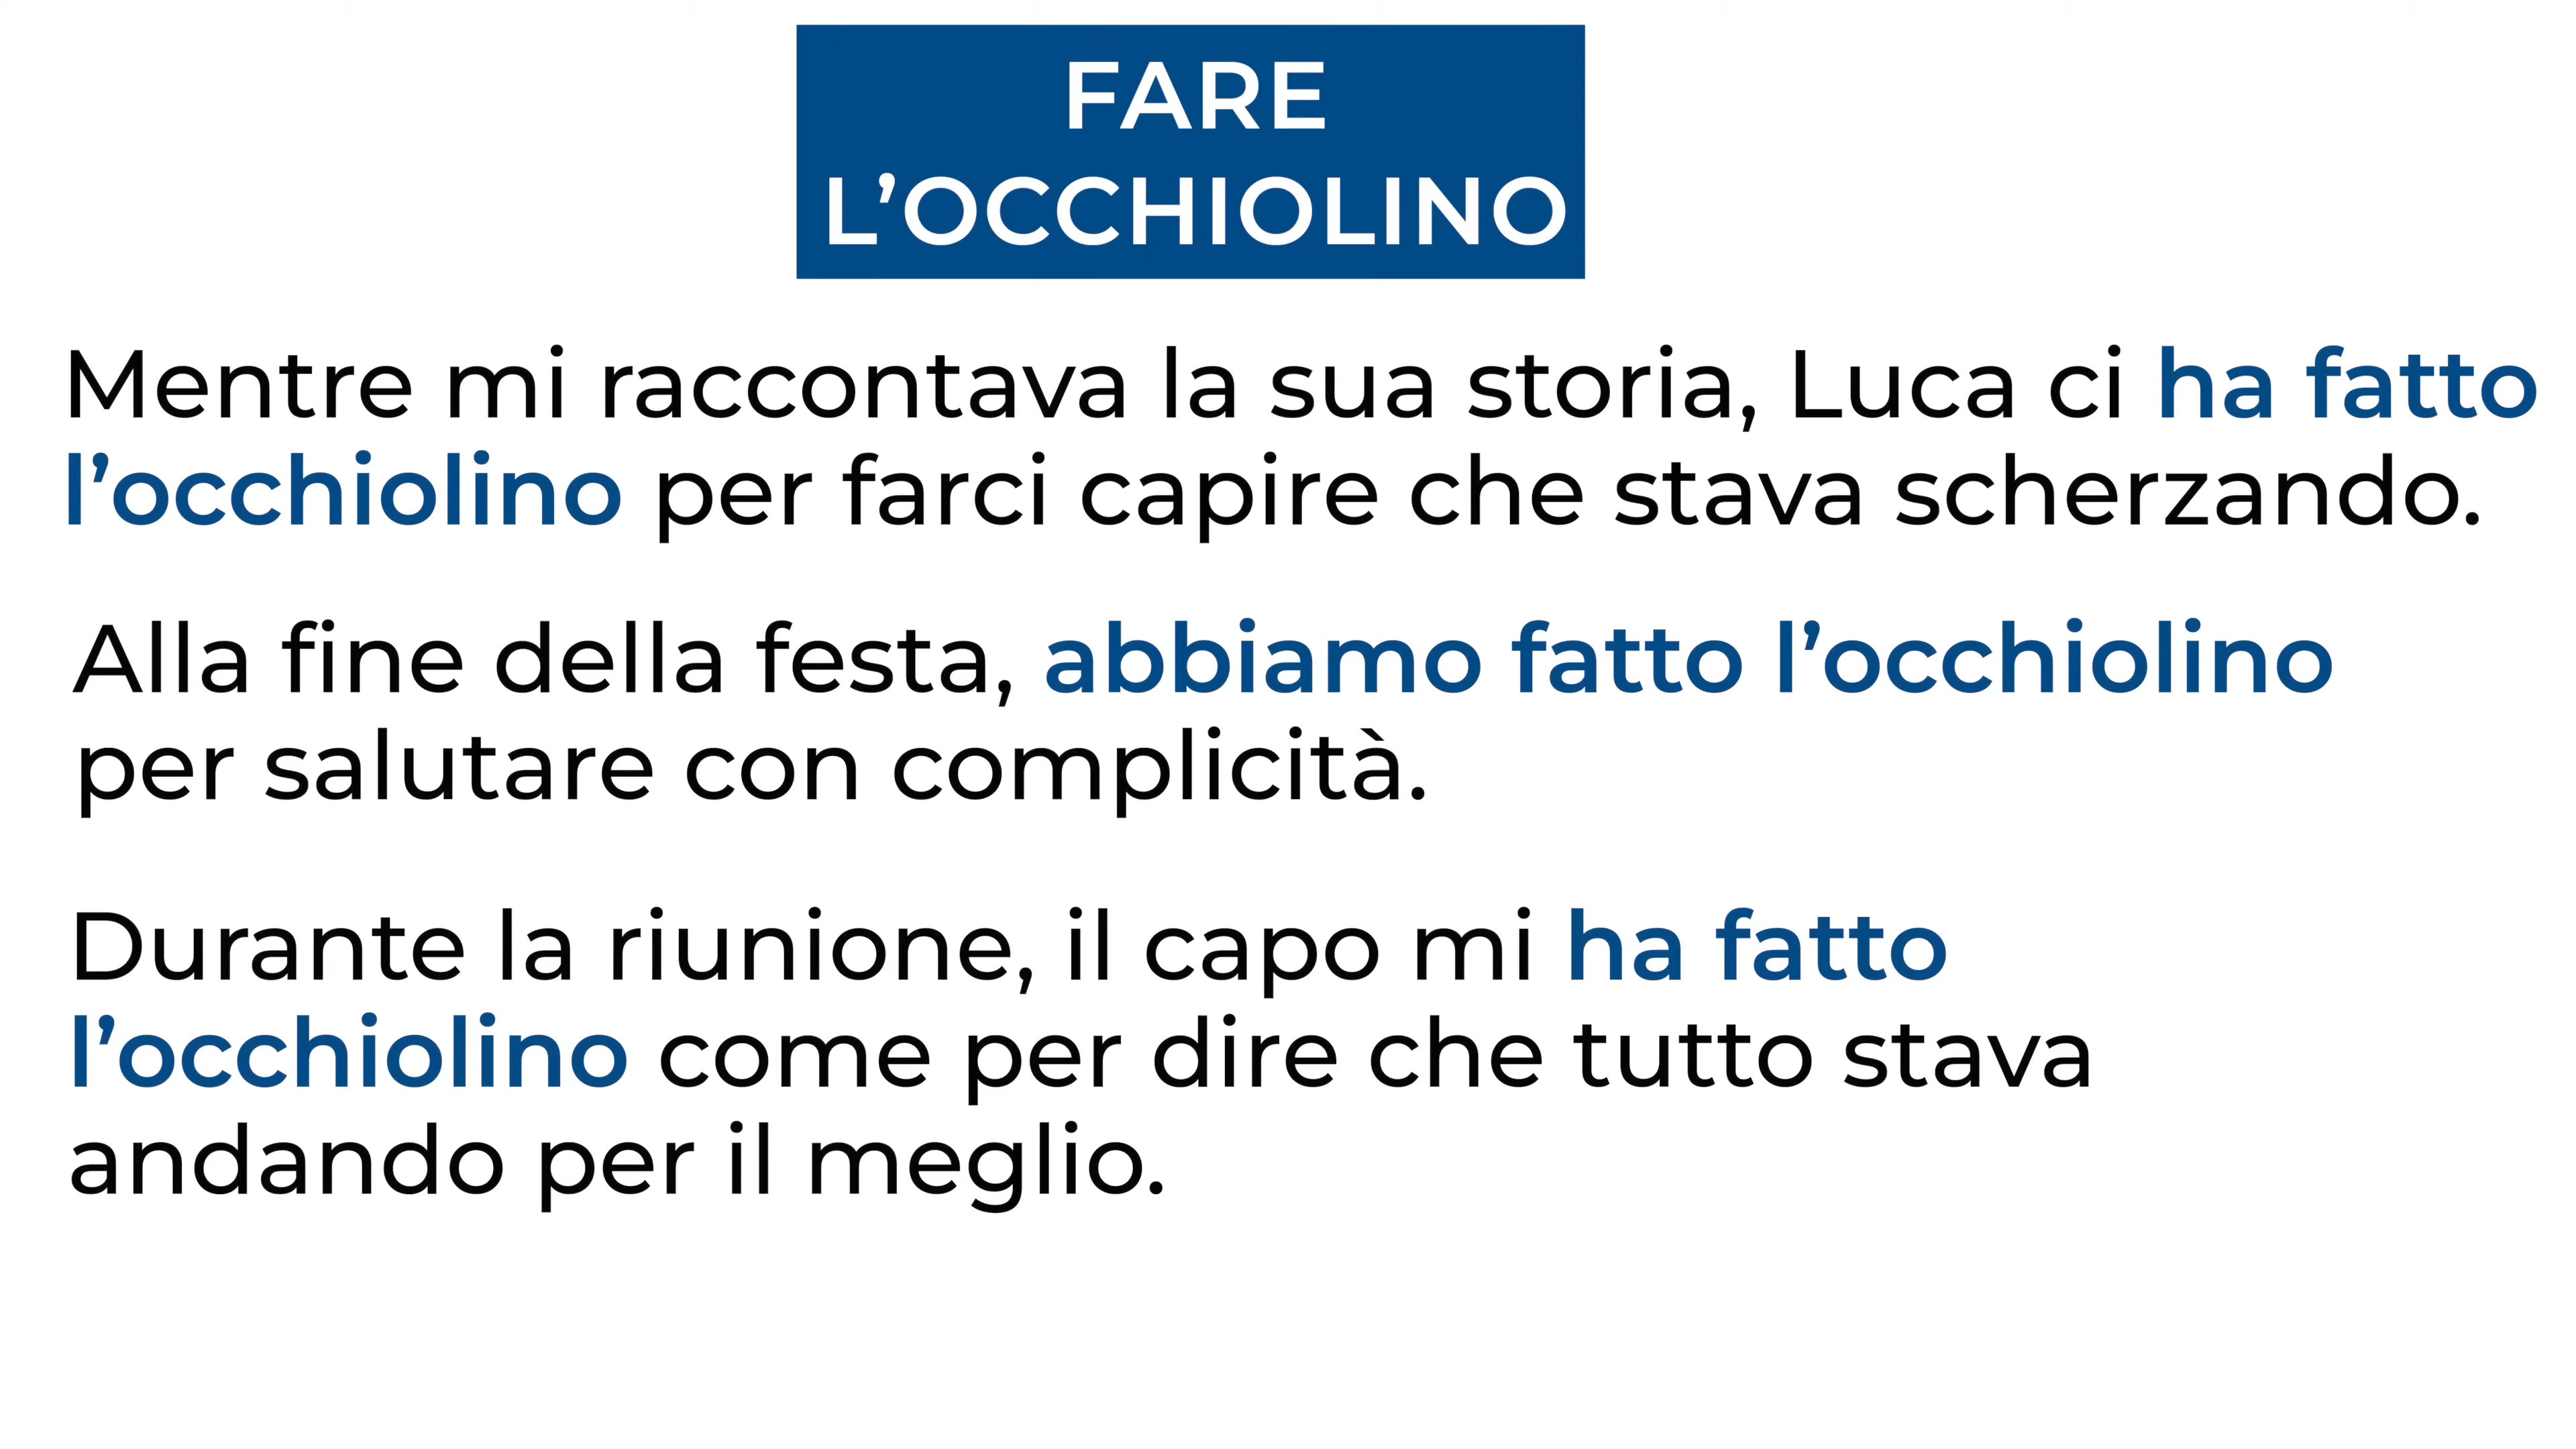 FARE
L’OCCHIOLINO
Mentre mi raccontava la sua storia, Luca ci ha fatto
l’occhiolino per farci capire che stava scherzando.
Alla fine della festa, abbiamo fatto l’occhiolino
per salutare con complicità.
Durante la riunione, il capo mi ha fatto
l’occhiolino come per dire che tutto stava
andando per il meglio.